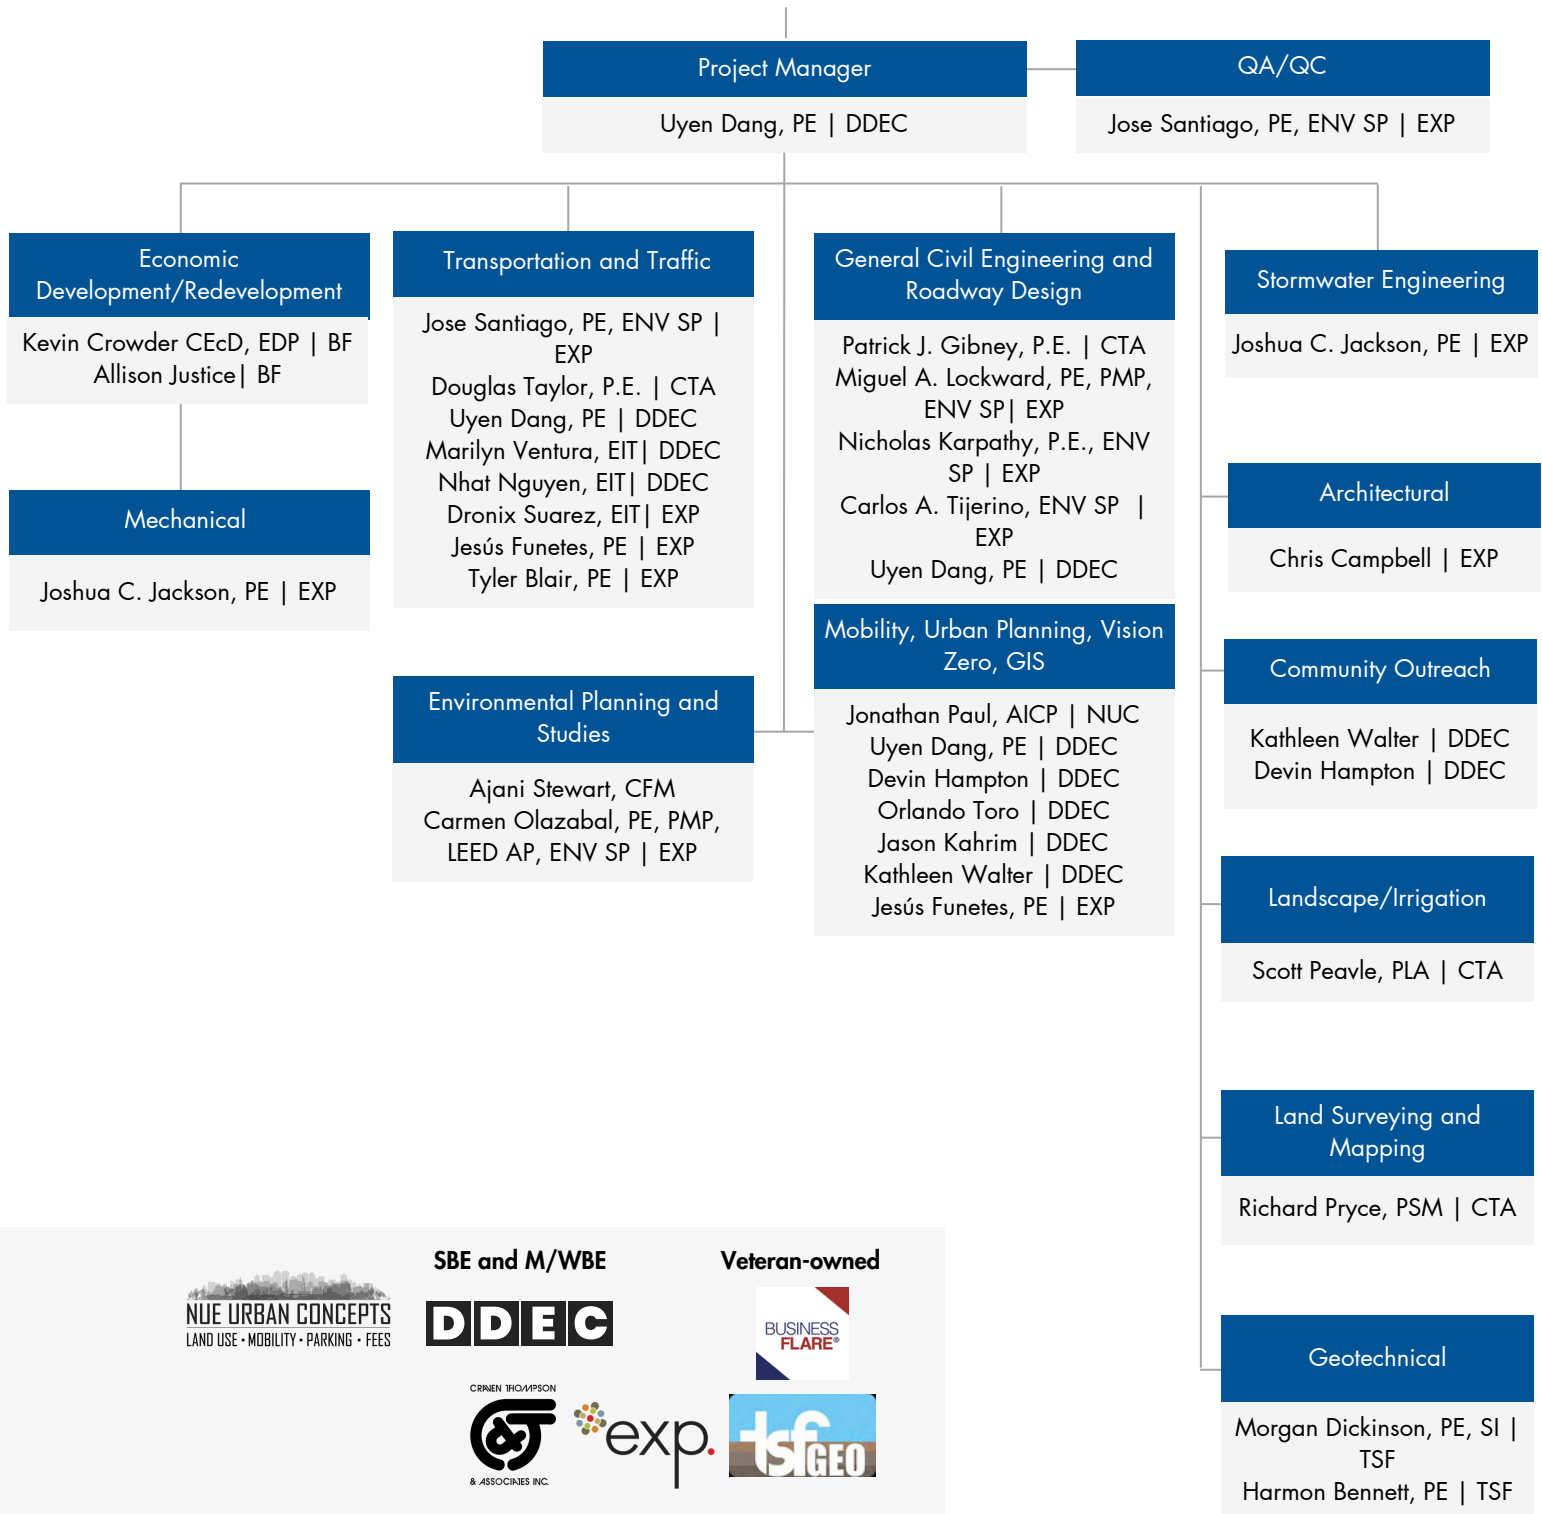 Project Manager
Uyen Dang, PE | DDEC
QA/QC
Jose Santiago, PE, ENV SP | EXP
Economic
Development/Redevelopment
Kevin Crowder CEcD, EDP | BF
Allison Justice| BF
Mechanical
Joshua C. Jackson, PE | EXP
Transportation and Traffic
Jose Santiago, PE, ENV SP |
EXP
Douglas Taylor, P.E. | CTA
Uyen Dang, PE | DDEC
Marilyn Ventura, EIT| DDEC
Nhat Nguyen, EIT| DDEC
Dronix Suarez, EIT| EXP
Jesús Funetes, PE | EXP
Tyler Blair, PE | EXP
Environmental Planning and
Studies
Ajani Stewart, CFM
Carmen Olazabal, PE, PMP,
LEED AP, ENV SP | EXP
General Civil Engineering and
Roadway Design
Patrick J. Gibney, P.E. | CTA
Miguel A. Lockward, PE, PMP,
ENV SP| EXP
Nicholas Karpathy, P.E., ENV
SP | EXP
Carlos A. Tijerino, ENV SP |
EXP
Uyen Dang, PE | DDEC
Mobility, Urban Planning, Vision
Zero, GIS
Jonathan Paul, AICP | NUC
Uyen Dang, PE | DDEC
Devin Hampton | DDEC
Orlando Toro | DDEC
Jason Kahrim | DDEC
Kathleen Walter | DDEC
Jesús Funetes, PE | EXP
Stormwater Engineering
Joshua C. Jackson, PE | EXP
Architectural
Chris Campbell | EXP
Community Outreach
Kathleen Walter | DDEC
Devin Hampton | DDEC
Landscape/Irrigation
Scott Peavle, PLA | CTA
Land Surveying and
Mapping
Richard Pryce, PSM | CTA
Geotechnical
Morgan Dickinson, PE, SI |
TSF
Harmon Bennett, PE | TSF
NUE URBAN CONCEPTS
LAND USE • MOBILITY • PARKING • FEES
SBE and M/WBE
DDEC
Veteran-owned
BUSINESS
FLARE®
CRAVEN THOMPSON
C&T
& ASSOCIATES INC.
exp.
tsf
GEO